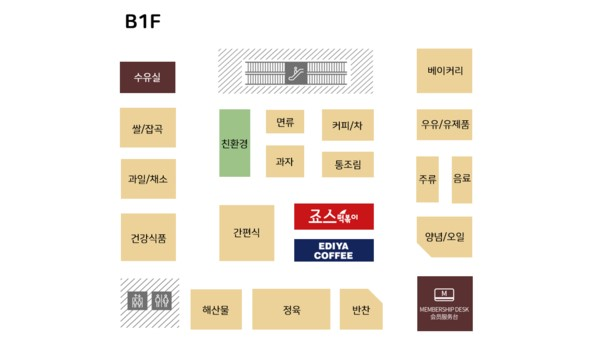 B1F
수유실
베이커리
쌀/잡곡
친환경
면류
커피/차
우유/유제품
과자
통조림
과일/채소
주류
음료
건강식품
간편식
죠스떡볶이
EDIYA
COFFEE
양념/오일
해산물
정육
반찬
M
MEMBERSHIP DESK
会员服务台